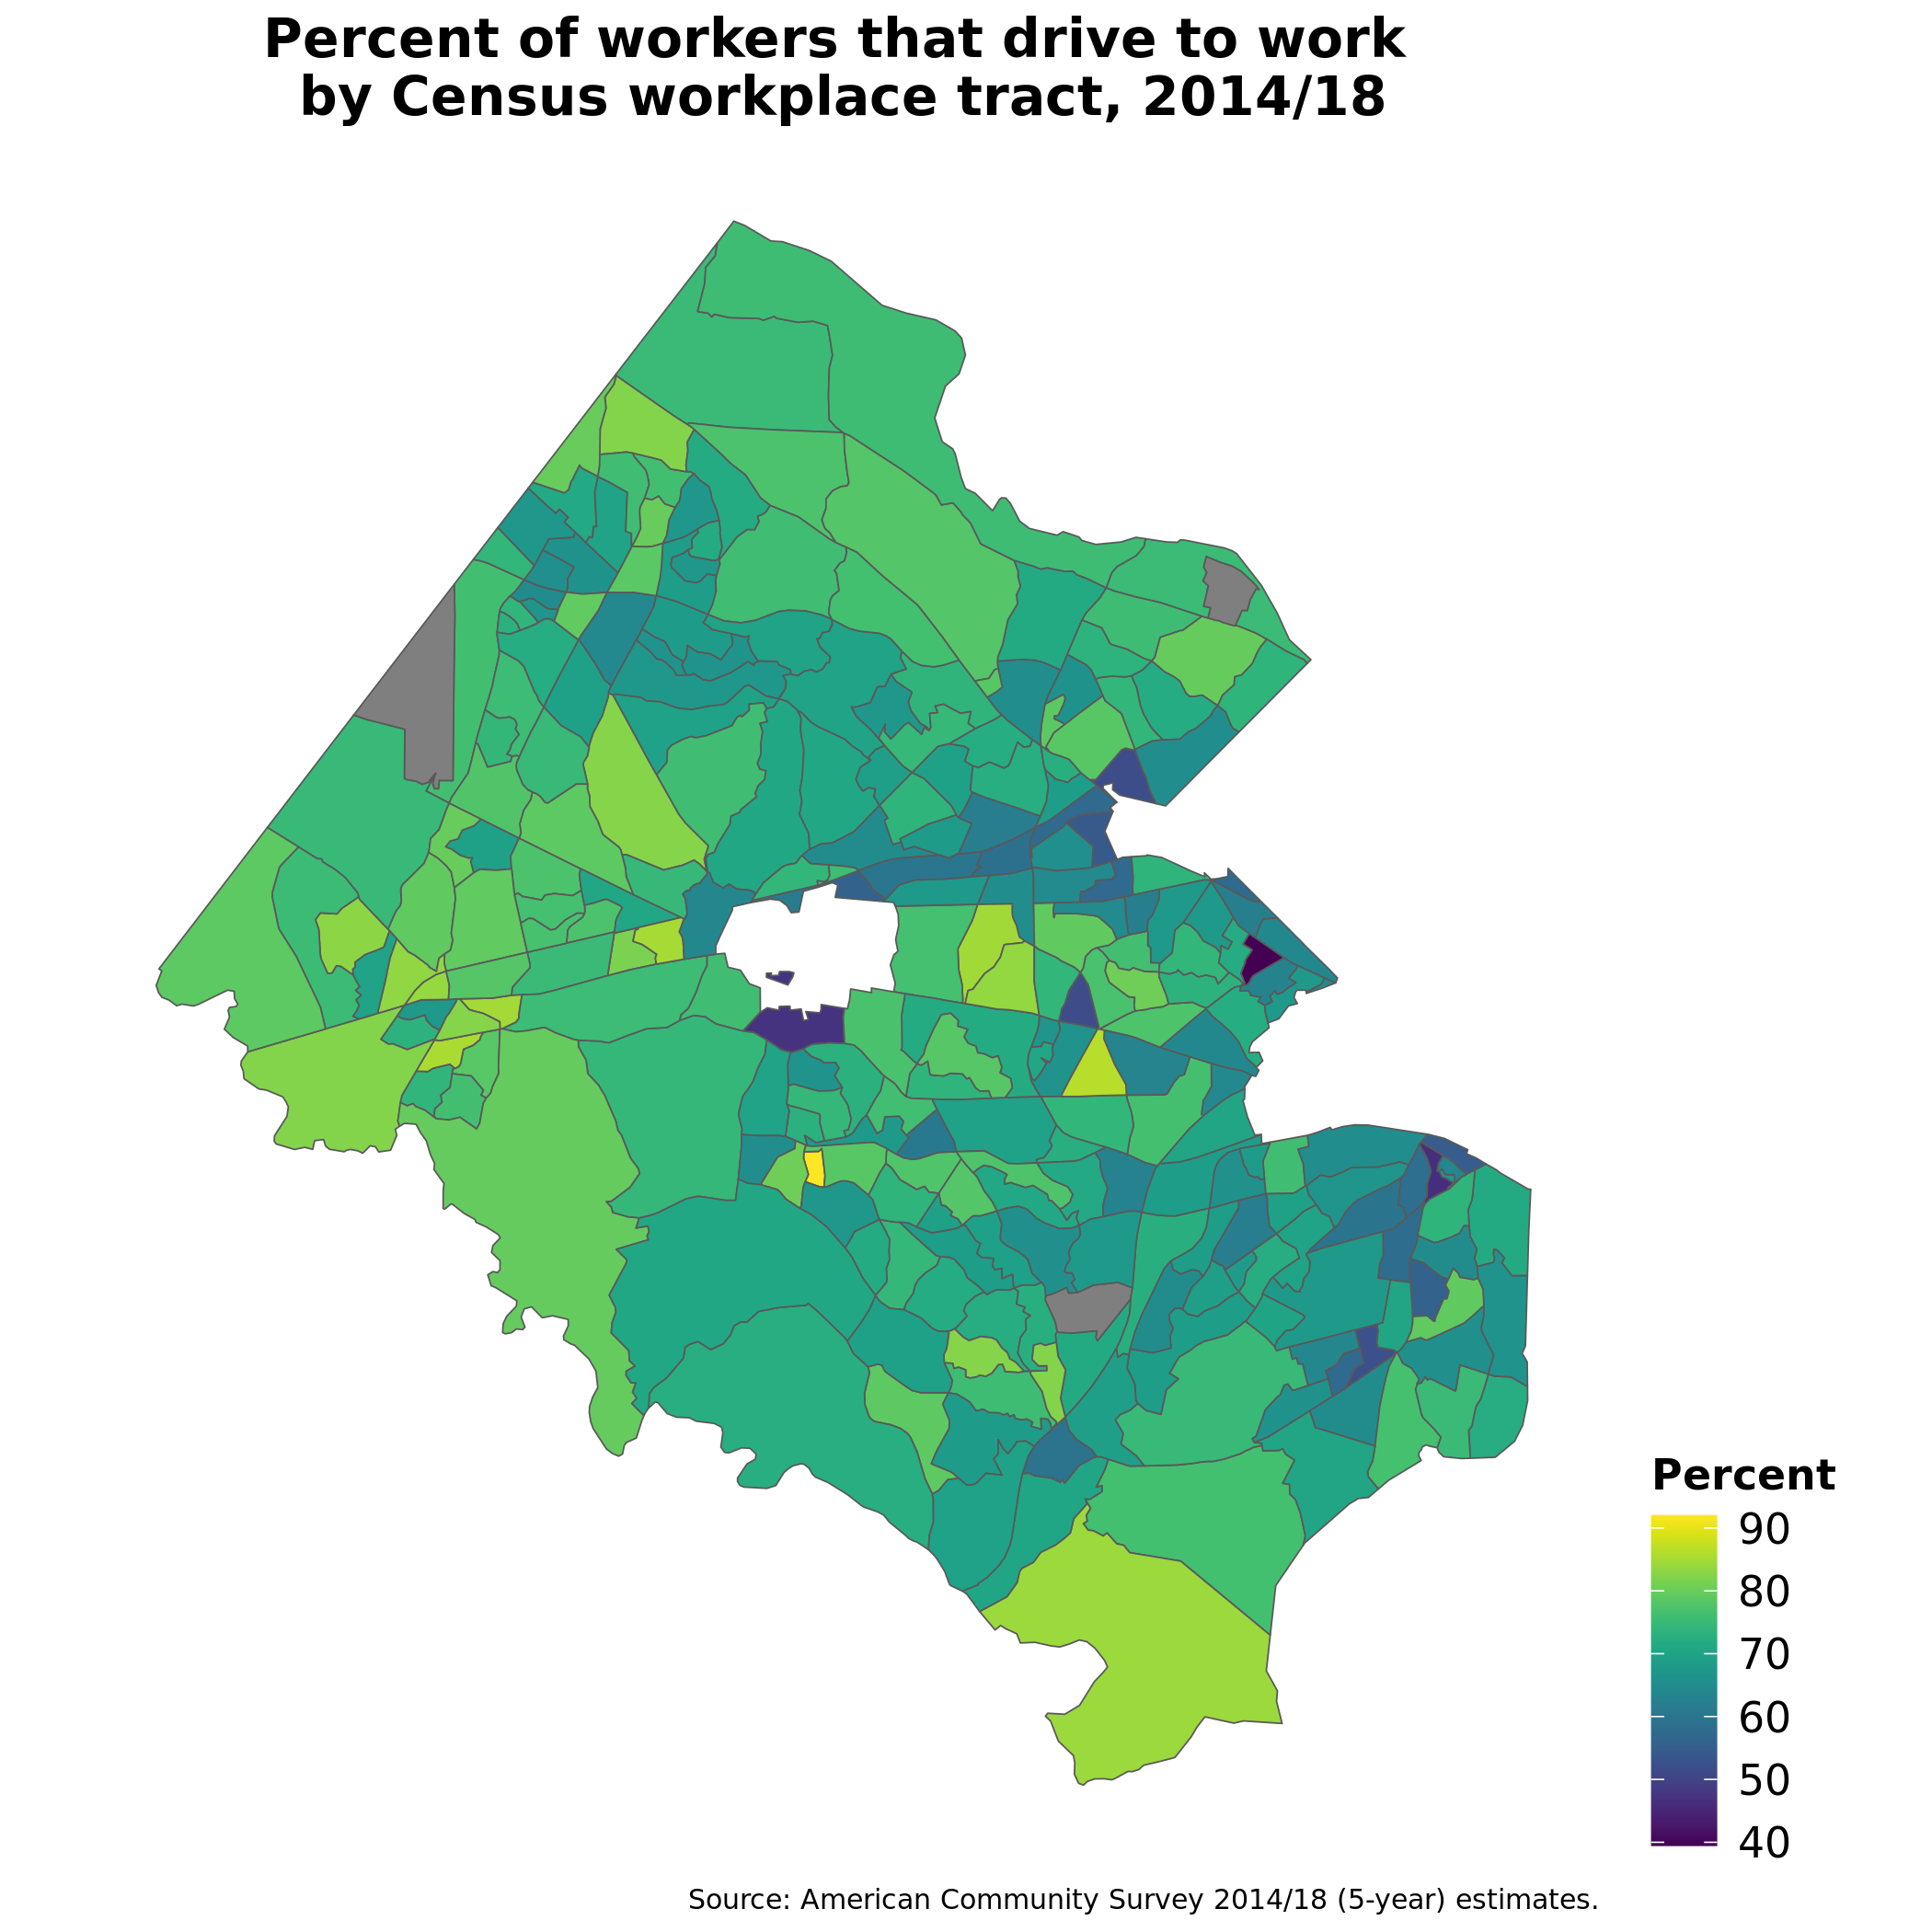 Percent of workers that drive to work
by Census workplace tract, 2014/18
Percent
90
80
70
60
50
40
Source: American Community Survey 2014/18 (5-year) estimates.